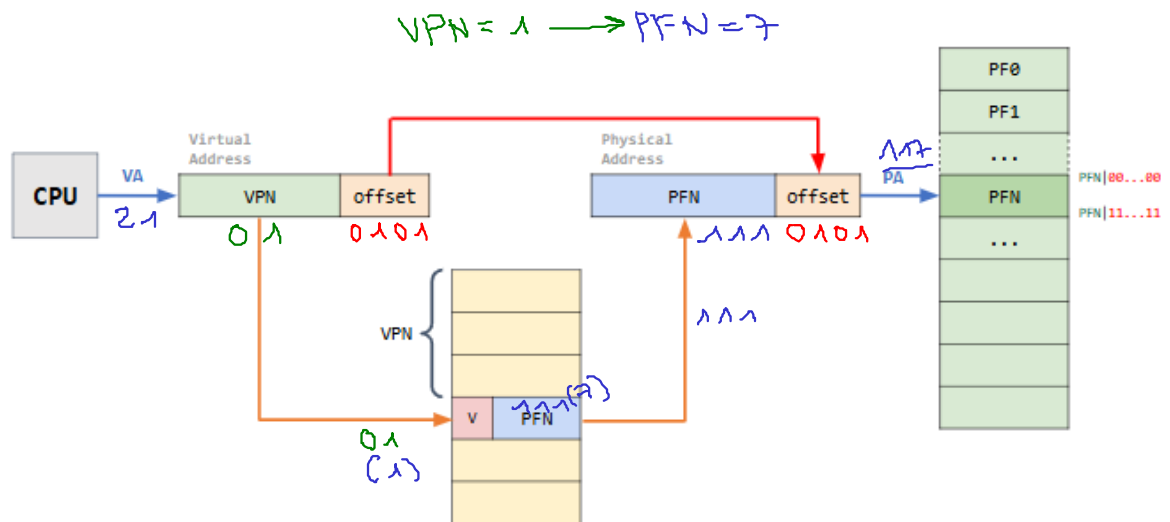 VPN = 1 → PFN = 7
PF0
PF1
...
PFN
...
PFN|00...00
PFN|11...11
Virtual
Address
Physical
Address
CPU
VA
21
VPN
offset
01
0101
PFN
offset
111
0101
117
PA
111
VPN
V
PFN
111(7)
01
(1)